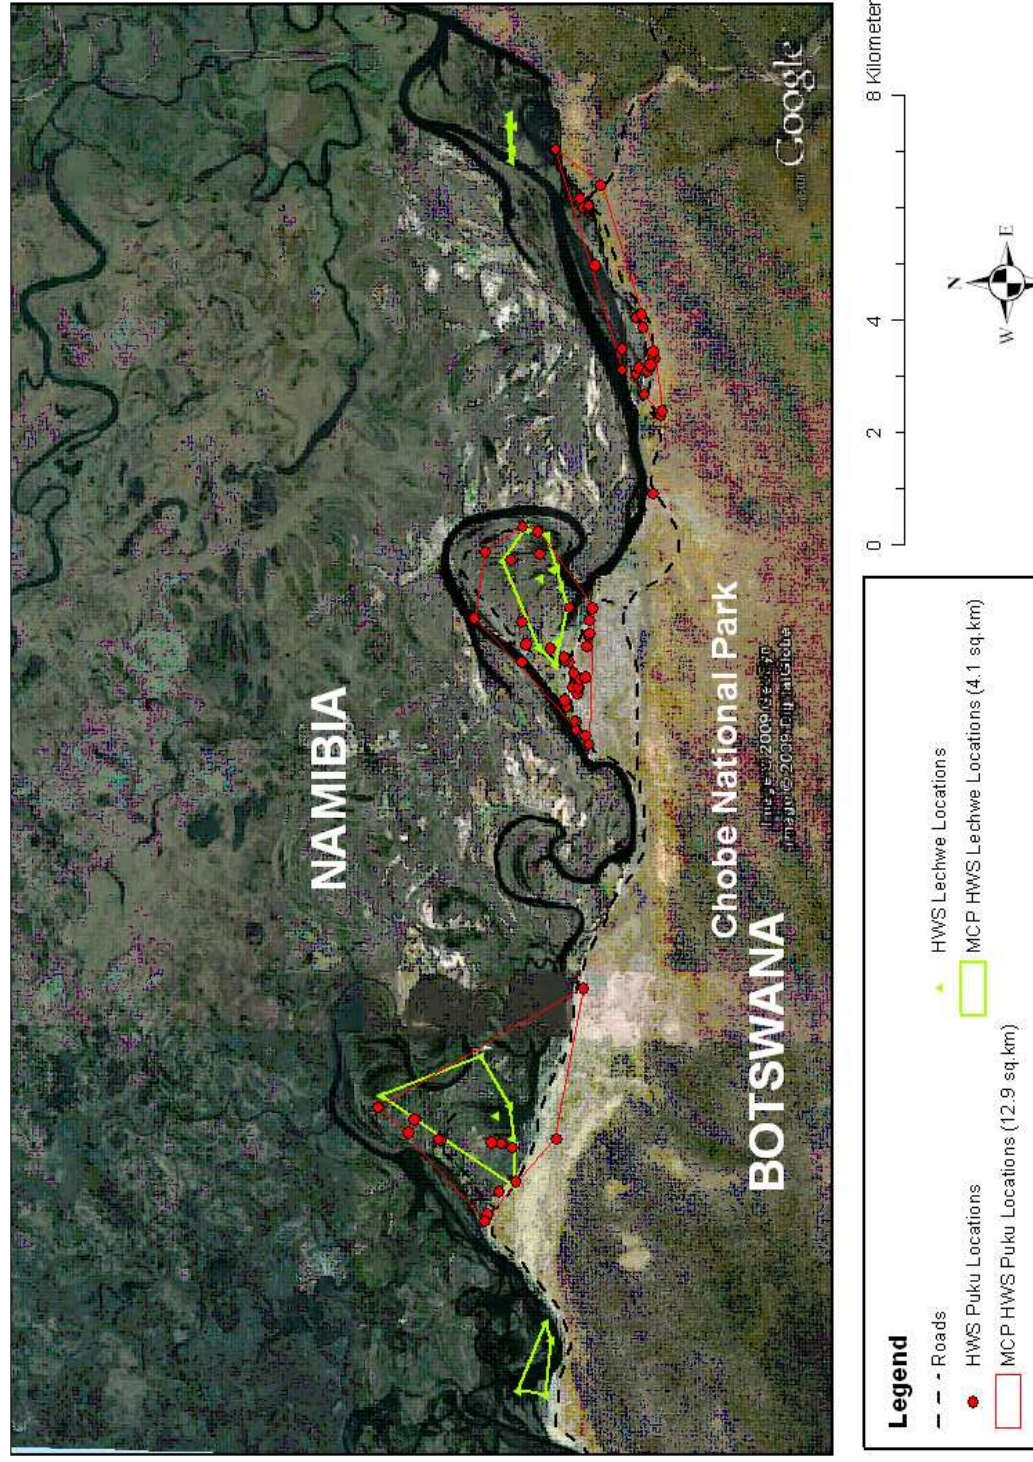 NAMIBIA
Chobe National Park
BOTSWANA
Google
Legend
Roads
HWS Puku Locations
MCP HWS Puku Locations (12.9 sq.km)
HWS Lechwe Locations
MCP HWS Lechwe Locations (4.1 sq.km)
0 2 4 8 Kilometer
N
W E